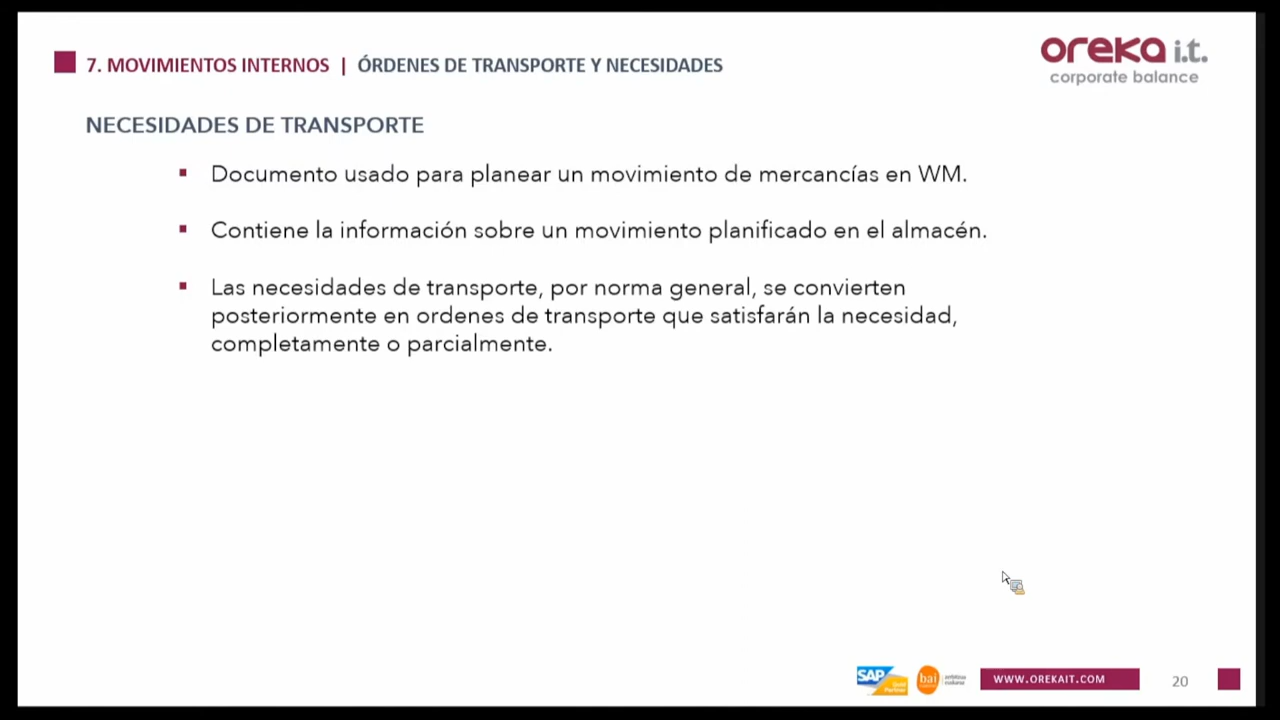 7. MOVIMIENTOS INTERNOS | ÓRDENES DE TRANSPORTE Y NECESIDADES
oreka i.t.
corporate balance
NECESIDADES DE TRANSPORTE
▪ Documento usado para planear un movimiento de mercancías en WM.
▪ Contiene la información sobre un movimiento planificado en el almacén.
▪ Las necesidades de transporte, por norma general, se convierten
posteriormente en ordenes de transporte que satisfarán la necesidad,
completamente o parcialmente.
SAP Gold Partner
bai
WWW.OREKAIT.COM
20